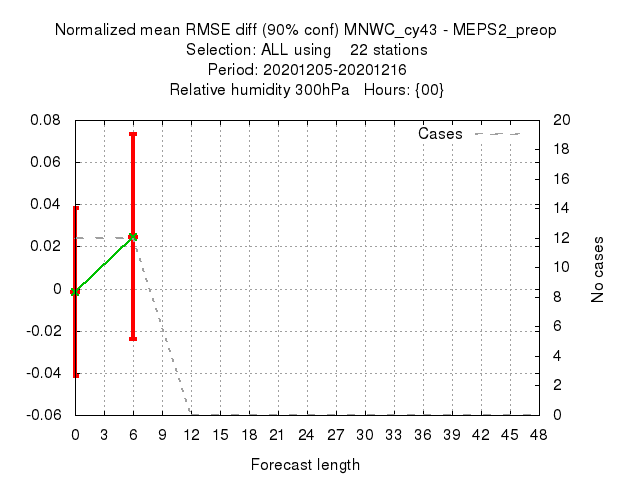 Normalized mean RMSE diff (90% conf) MNWC_cy43 - MEPS2_preop
Selection: ALL using    22 stations
Period: 20201205-20201216
Relative humidity 300hPa   Hours: {00}
Cases
0.08
0.06
0.04
0.02
0
-0.02
-0.04
-0.06
20
18
16
14
12
10
8
6
4
2
0
No cases
0 3 6 9 12 15 18 21 24 27 30 33 36 39 42 45 48
Forecast length